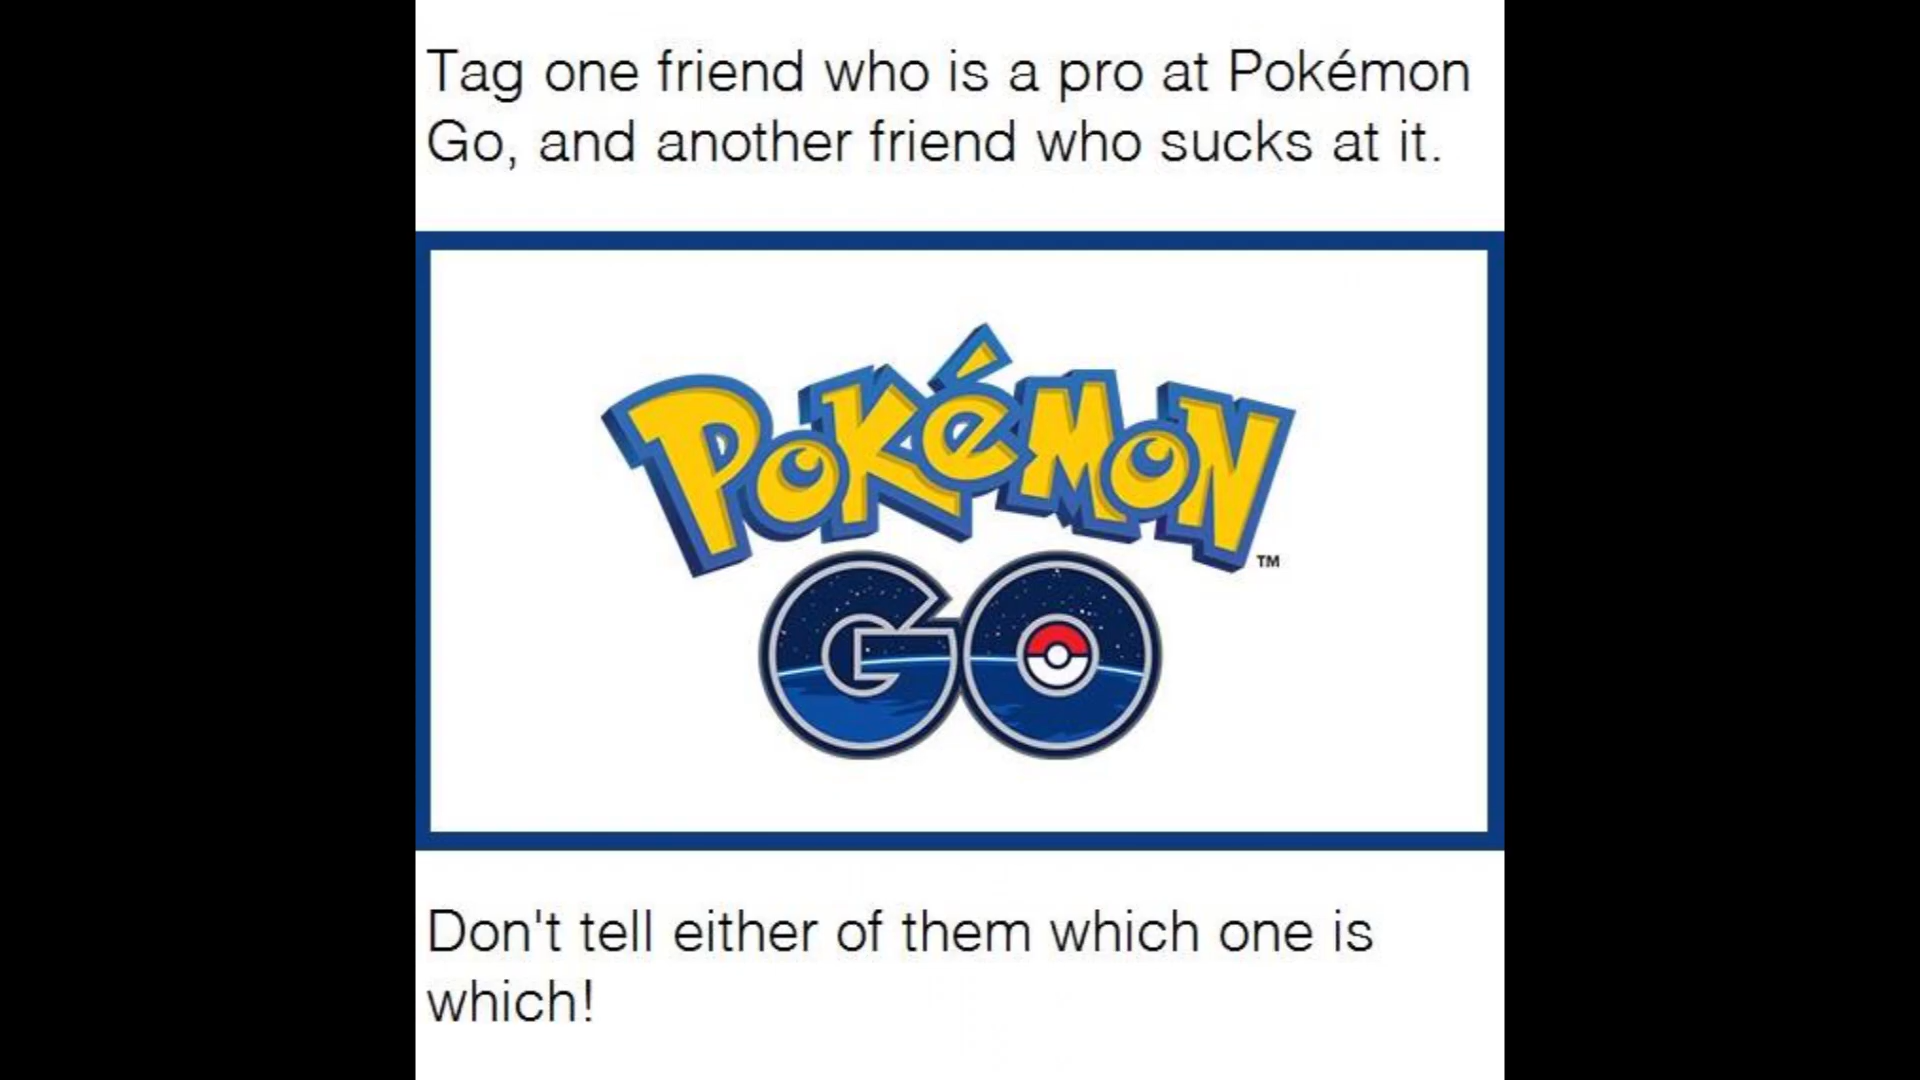 Tag one friend who is a pro at Pokémon
Go, and another friend who sucks at it.
POKéMON
TM
GO
Don't tell either of them which one is
which!